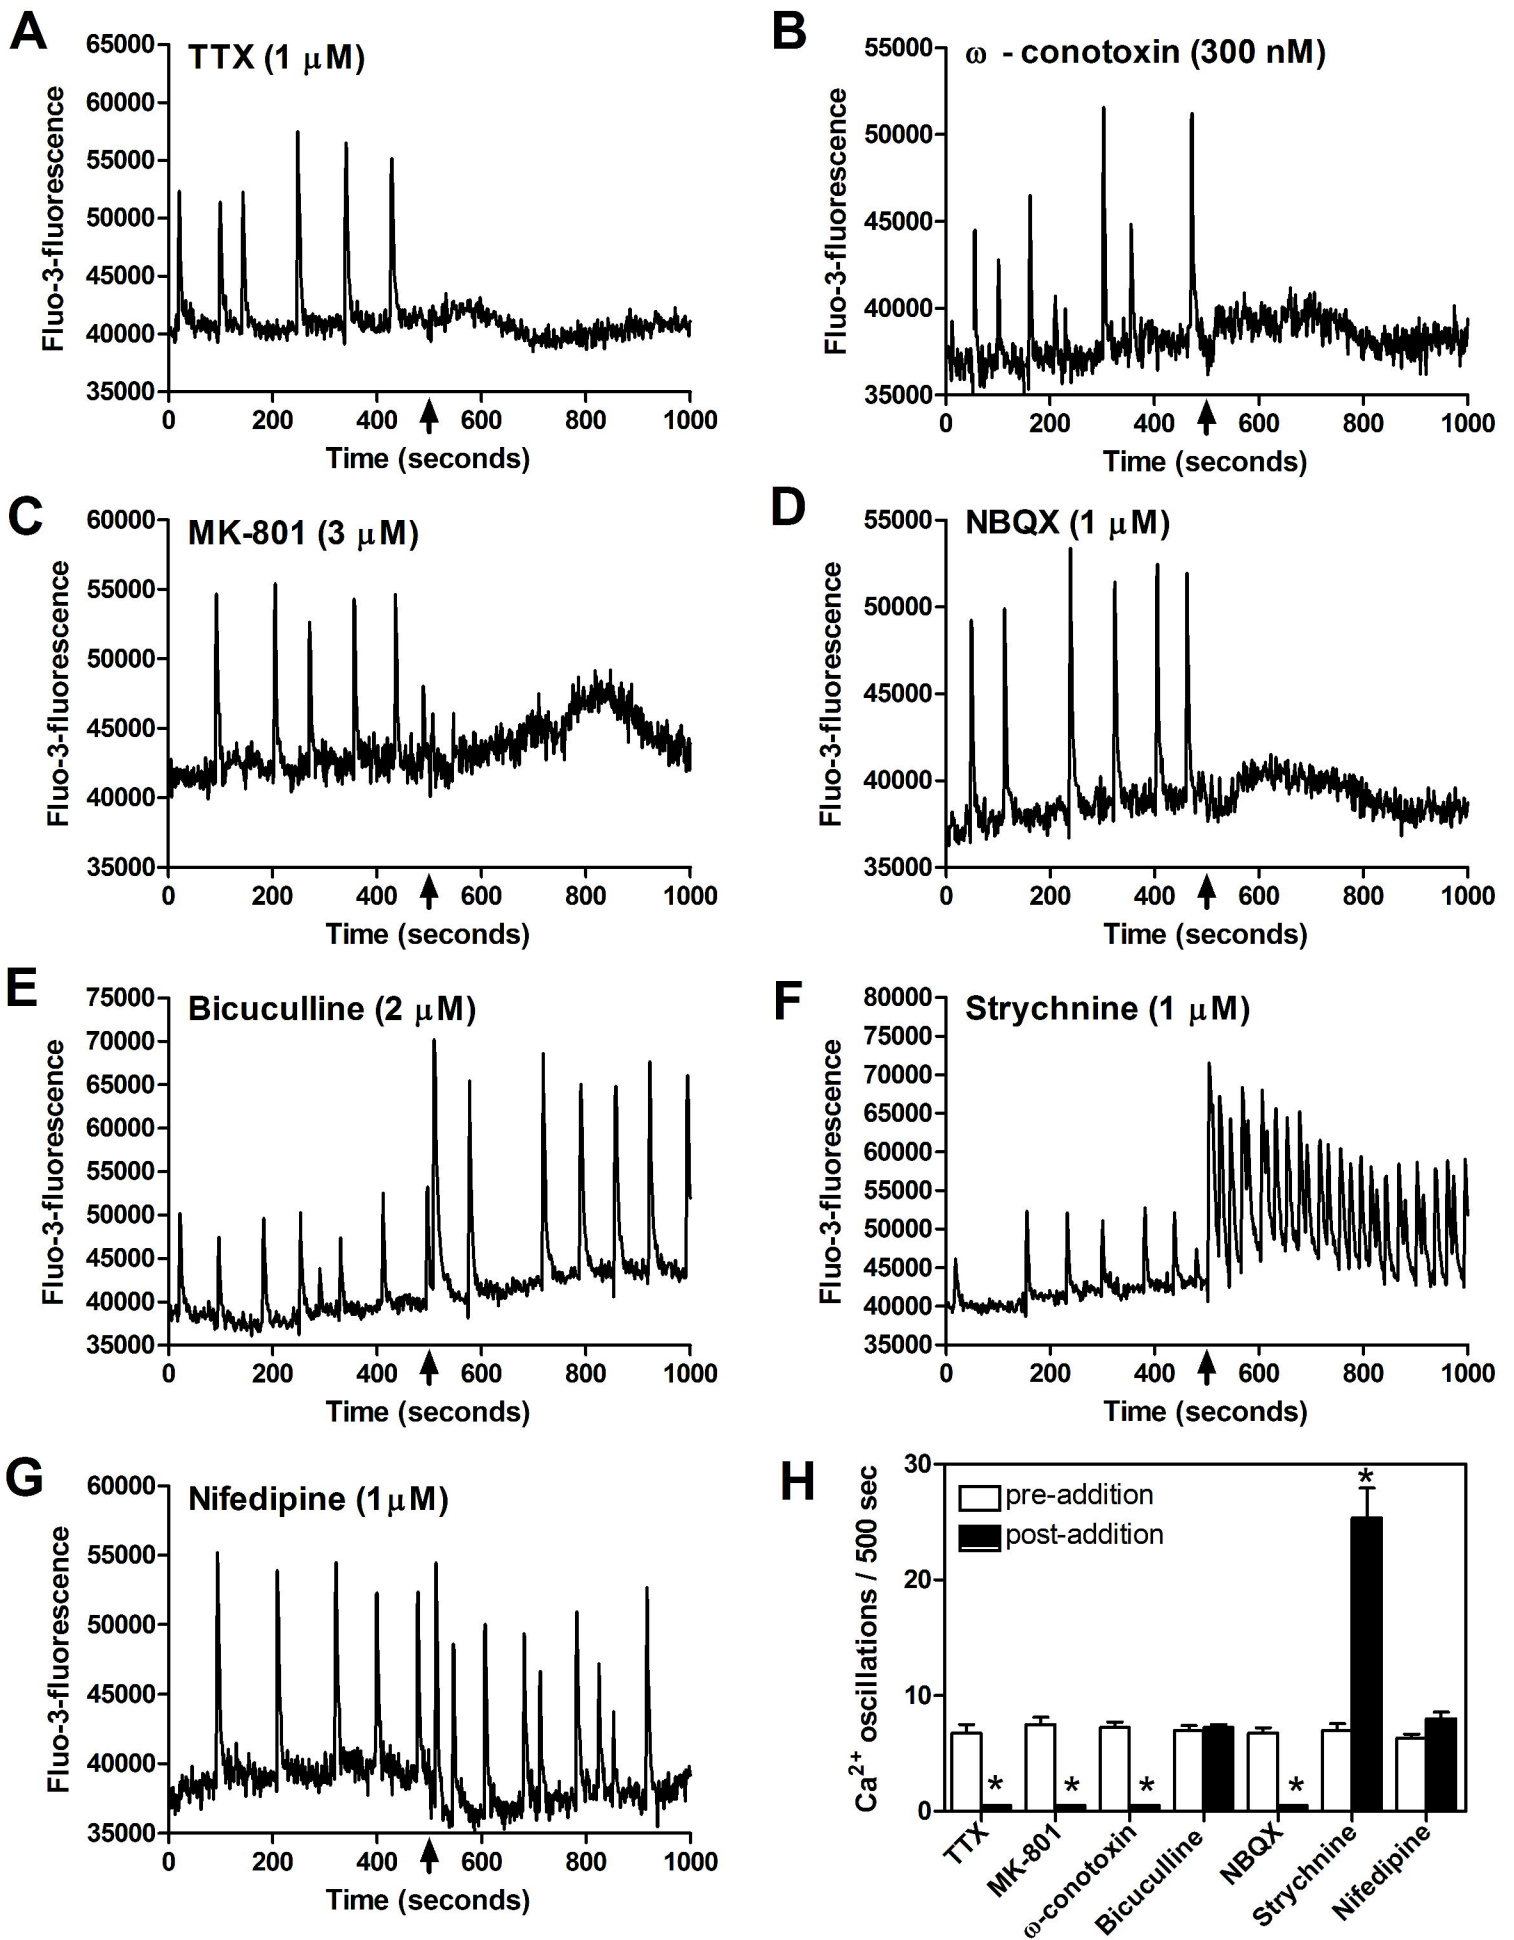 A
TTX (1 μM)
65000
60000
55000
50000
45000
40000
35000
Fluo-3-fluorescence
0 200 400 600 800 1000
Time (seconds)
B
ω - conotoxin (300 nM)
55000
50000
45000
40000
35000
Fluo-3-fluorescence
0 200 400 600 800 1000
Time (seconds)
C
MK-801 (3 μM)
60000
55000
50000
45000
40000
35000
Fluo-3-fluorescence
0 200 400 600 800 1000
Time (seconds)
D
NBQX (1 μM)
55000
50000
45000
40000
35000
Fluo-3-fluorescence
0 200 400 600 800 1000
Time (seconds)
E
Bicuculline (2 μM)
75000
70000
65000
60000
55000
50000
45000
40000
35000
Fluo-3-fluorescence
0 200 400 600 800 1000
Time (seconds)
F
Strychnine (1 μM)
80000
75000
70000
65000
60000
55000
50000
45000
40000
35000
Fluo-3-fluorescence
0 200 400 600 800 1000
Time (seconds)
G
Nifedipine (1μM)
60000
55000
50000
45000
40000
35000
Fluo-3-fluorescence
0 200 400 600 800 1000
Time (seconds)
H
30
20
10
0
Ca2+ oscillations / 500 sec
pre-addition
post-addition
*
* * * *
TTX
MK-801
ω-conotoxin
Bicuculline
NBQX
Strychnine
Nifedipine